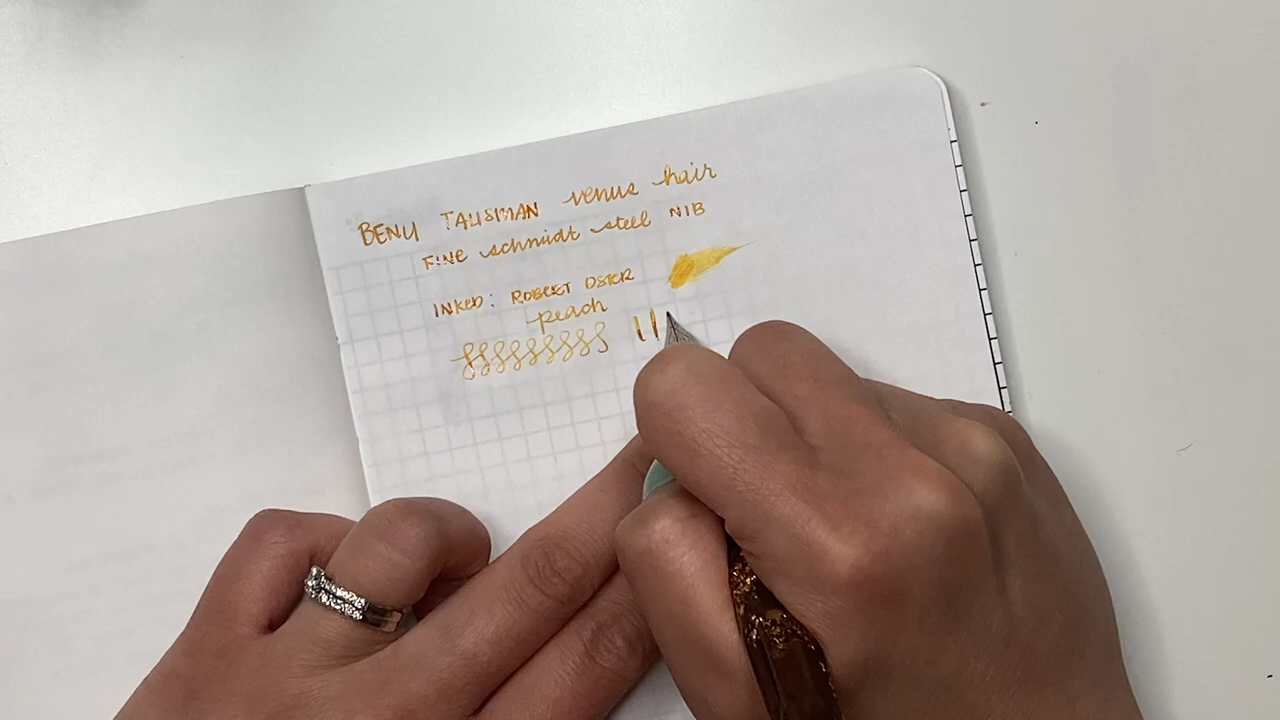 BENU TALISMAN venus hair
FINE schmidt steel NIB
INKED: ROBERT OSTER
peach